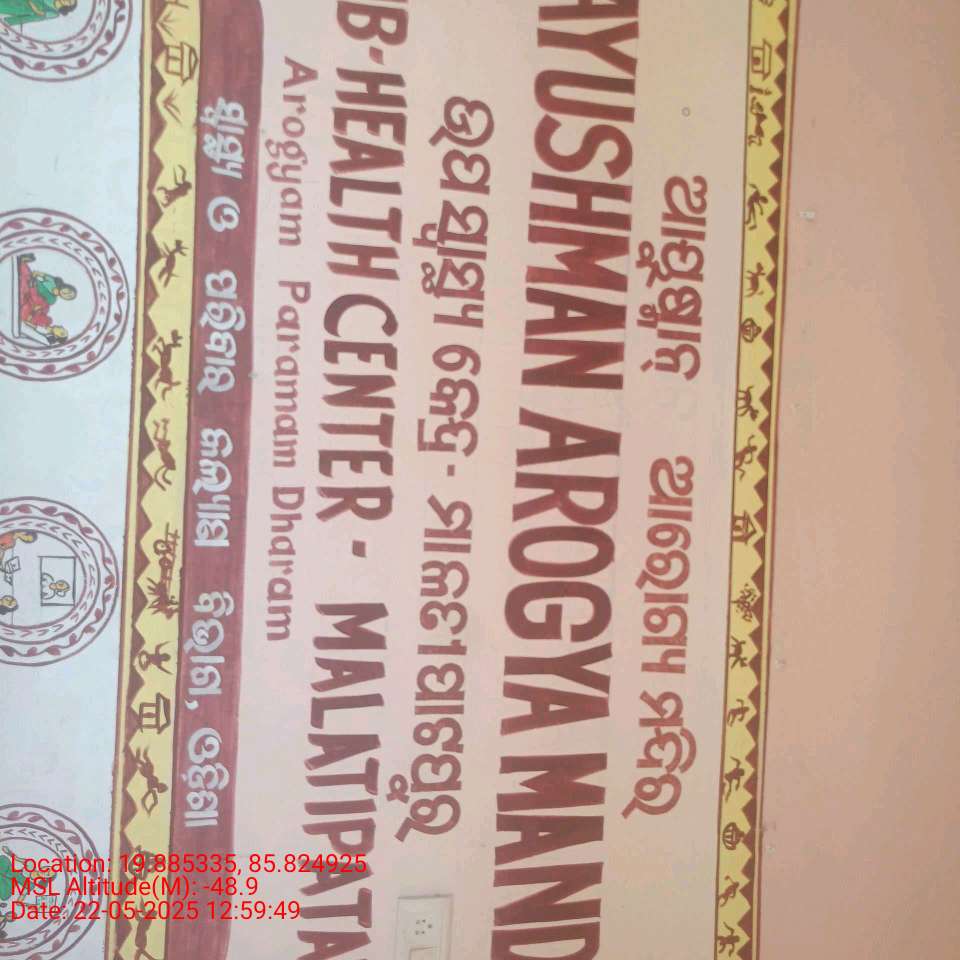 ଆୟୁଷ୍ମାନ୍ ଆରୋଗ୍ୟ ମନ୍ଦିର
AYUSHMAN AROGYA MAND
ଉପସ୍ୱାସ୍ଥ୍ୟ କେନ୍ଦ୍ର- ମାଳତୀପାଟପୁର
UB-HEALTH CENTER - MALATIPATA
Arogyam Paramam Dharam
ସ୍ୱାସ୍ଥ୍ୟ ଓ ପରିବାର କଲ୍ୟାଣ ବିଭାଗ, ଓଡ଼ିଶା
Location: 19.885335, 85.824925
MSL Altitude(M): -48.9
Date: 22-05-2025 12:59:49